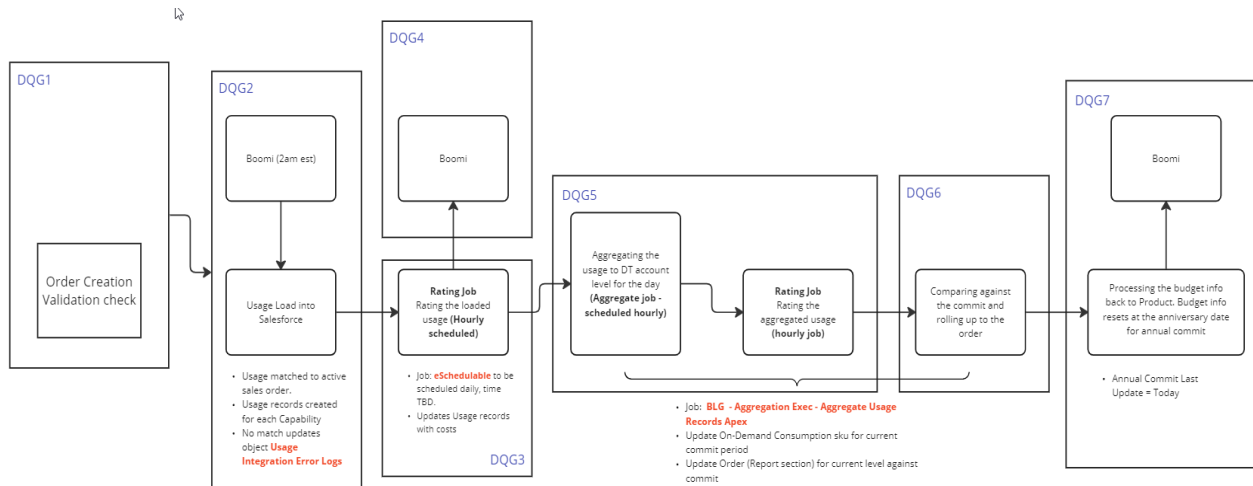 DQG1
Order Creation
Validation check
DQG2
Boomi (2am est)
Usage Load into
Salesforce
• Usage matched to active
sales order.
• Usage records created
for each Capability
• No match updates
object Usage
Integration Error Logs
DQG4
Boomi
Rating Job
Rating the loaded
usage (Hourly
scheduled)
• Job: eSchedulable to be
scheduled daily, time
TBD.
• Updates Usage records
with costs
DQG3
DQG5
Aggregating the
usage to DT account
level for the day
(Aggregate job -
scheduled hourly)
Rating Job
Rating the
aggregated usage
(hourly job)
DQG6
Comparing against
the commit and
rolling up to the
order
• Job: BLG - Aggregation Exec - Aggregate Usage
Records Apex
• Update On-Demand Consumption sku for current
commit period
• Update Order (Report section) for current level against
commit
DQG7
Boomi
Processing the budget info
back to Product. Budget info
resets at the anniversary date
for annual commit
• Annual Commit Last
Update = Today